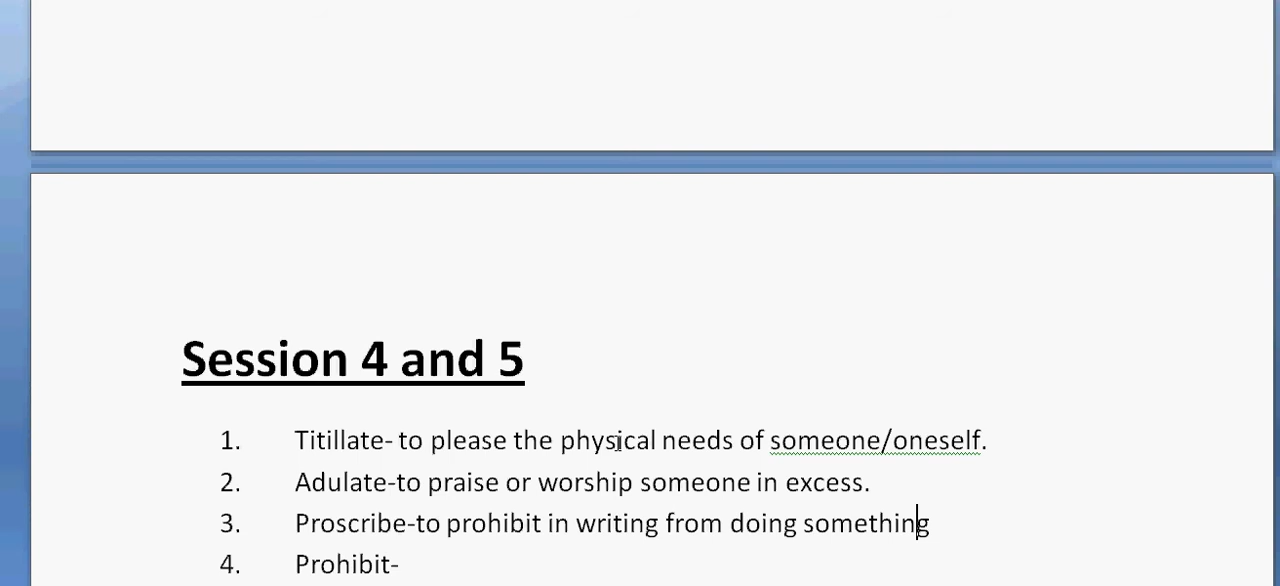 Session 4 and 5
1. Titillate- to please the physical needs of someone/oneself.
2. Adulate-to praise or worship someone in excess.
3. Proscribe-to prohibit in writing from doing something
4. Prohibit-